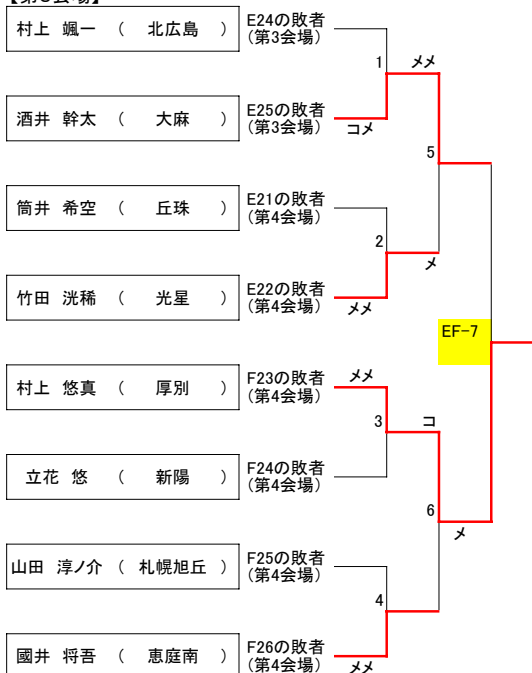 村上 颯一 ( 北広島 ) E24の敗者
(第3会場)
1 メメ
酒井 幹太 ( 大麻 ) E25の敗者
(第3会場) コメ
5
筒井 希空 ( 丘珠 ) E21の敗者
(第4会場)
2
メ
竹田 洸稀 ( 光星 ) E22の敗者
(第4会場) メメ
EF-7
村上 悠真 ( 厚別 ) F23の敗者 メメ
(第4会場)
3 コ
立花 悠 ( 新陽 ) F24の敗者
(第4会場)
6
メ
山田 淳ノ介 ( 札幌旭丘 ) F25の敗者
(第4会場)
4
國井 将吾 ( 恵庭南 ) F26の敗者
(第4会場) メメ